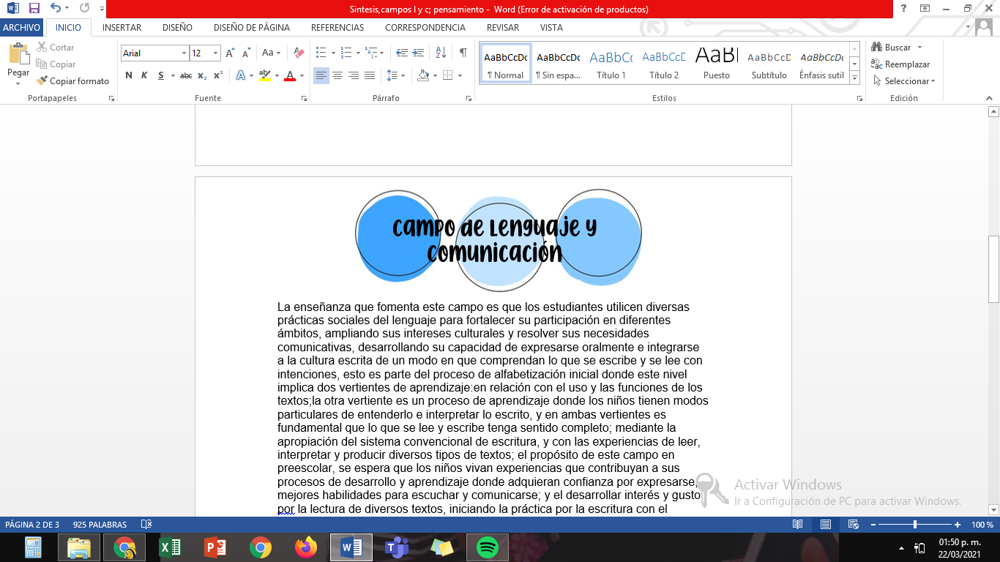 Sintesis,campos l y c; pensamiento - Word (Error de activación de productos)
ARCHIVO INICIO INSERTAR DISEÑO DISEÑO DE PÁGINA REFERENCIAS CORRESPONDENCIA REVISAR VISTA
Pegar
Cortar
Copiar
Copiar formato
Portapapeles
Arial 12
N K S abc x₂ x²
Fuente
Párrafo
AaBbCcDc AaBbCcDc AaBbCc AaBbCcD AaBl AaBbCcD AaBbCcDc
¶ Normal ¶ Sin espa... Título 1 Título 2 Puesto Subtítulo Énfasis sutil
Estilos
Buscar
Reemplazar
Seleccionar
Edición
Campo de Lenguaje y
comunicación
La enseñanza que fomenta este campo es que los estudiantes utilicen diversas
prácticas sociales del lenguaje para fortalecer su participación en diferentes
ámbitos, ampliando sus intereses culturales y resolver sus necesidades
comunicativas, desarrollando su capacidad de expresarse oralmente e integrarse
a la cultura escrita de un modo en que comprendan lo que se escribe y se lee con
intenciones, esto es parte del proceso de alfabetización inicial donde este nivel
implica dos vertientes de aprendizaje:en relación con el uso y las funciones de los
textos;la otra vertiente es un proceso de aprendizaje donde los niños tienen modos
particulares de entenderlo e interpretar lo escrito, y en ambas vertientes es
fundamental que lo que se lee y escribe tenga sentido completo; mediante la
apropiación del sistema convencional de escritura, y con las experiencias de leer,
interpretar y producir diversos tipos de textos; el propósito de este campo en
preescolar, se espera que los niños vivan experiencias que contribuyan a sus
procesos de desarrollo y aprendizaje donde adquieran confianza por expresarse,
mejores habilidades para escuchar y comunicarse; y el desarrollar interés y gusto
por la lectura de diversos textos, iniciando la práctica por la escritura con el
Activar Windows
Ir a Configuración de PC para activar Windows.
PÁGINA 2 DE 3 925 PALABRAS 100 %
01:50 p. m.
22/03/2021